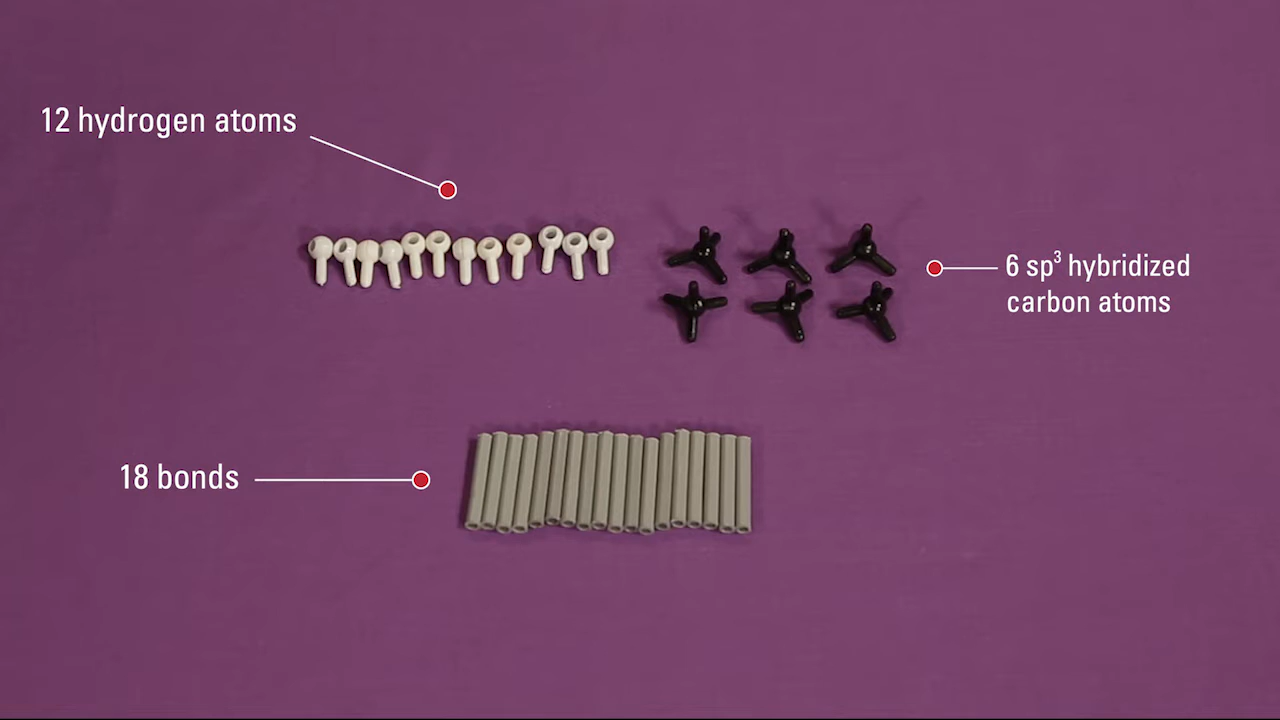 12 hydrogen atoms
6 sp³ hybridized
carbon atoms
18 bonds